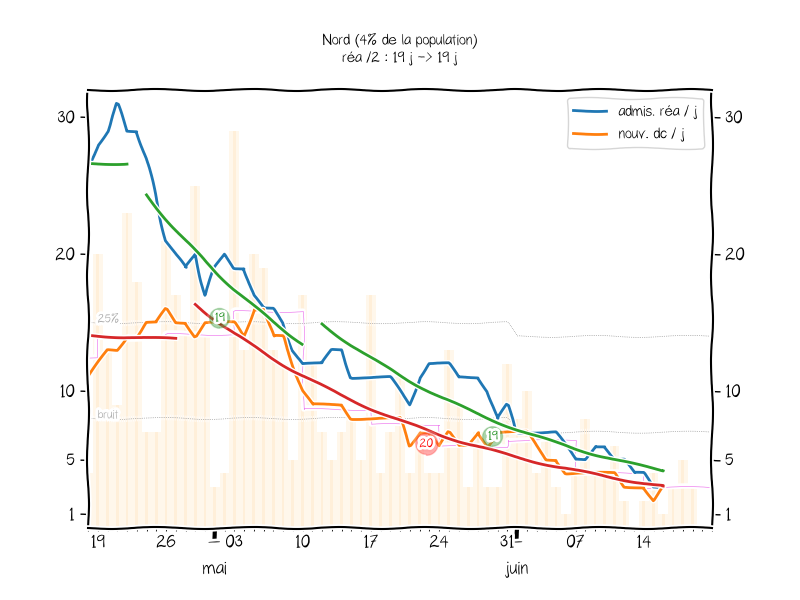 Nord (4% de la population)
réa /2 : 19 j -> 19 j
admis. réa / j
nouv. dc / j
30
30
20
20
25%
19
10
10
bruit
19
20
5
5
1
1
19 26 03 10 17 24 31 07 14
mai juin